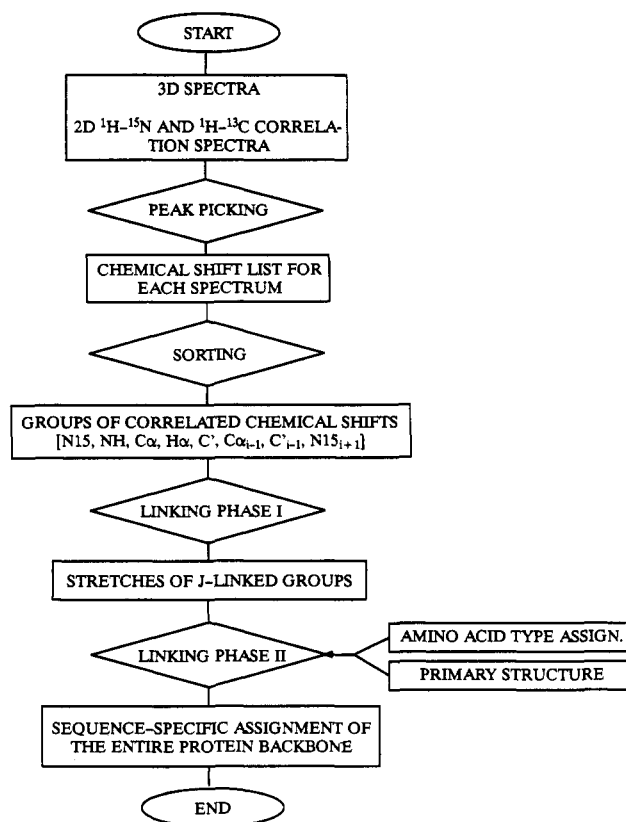 START
3D SPECTRA
2D ¹H–¹⁵N AND ¹H–¹³C CORRELA-
TION SPECTRA
PEAK PICKING
CHEMICAL SHIFT LIST FOR
EACH SPECTRUM
SORTING
GROUPS OF CORRELATED CHEMICAL SHIFTS
[N15, NH, Cα, Hα, C', Cαᵢ₋₁, C'ᵢ₋₁, N15ᵢ₊₁]
LINKING PHASE I
STRETCHES OF J–LINKED GROUPS
LINKING PHASE II
AMINO ACID TYPE ASSIGN.
PRIMARY STRUCTURE
SEQUENCE–SPECIFIC ASSIGNMENT OF
THE ENTIRE PROTEIN BACKBONE
END